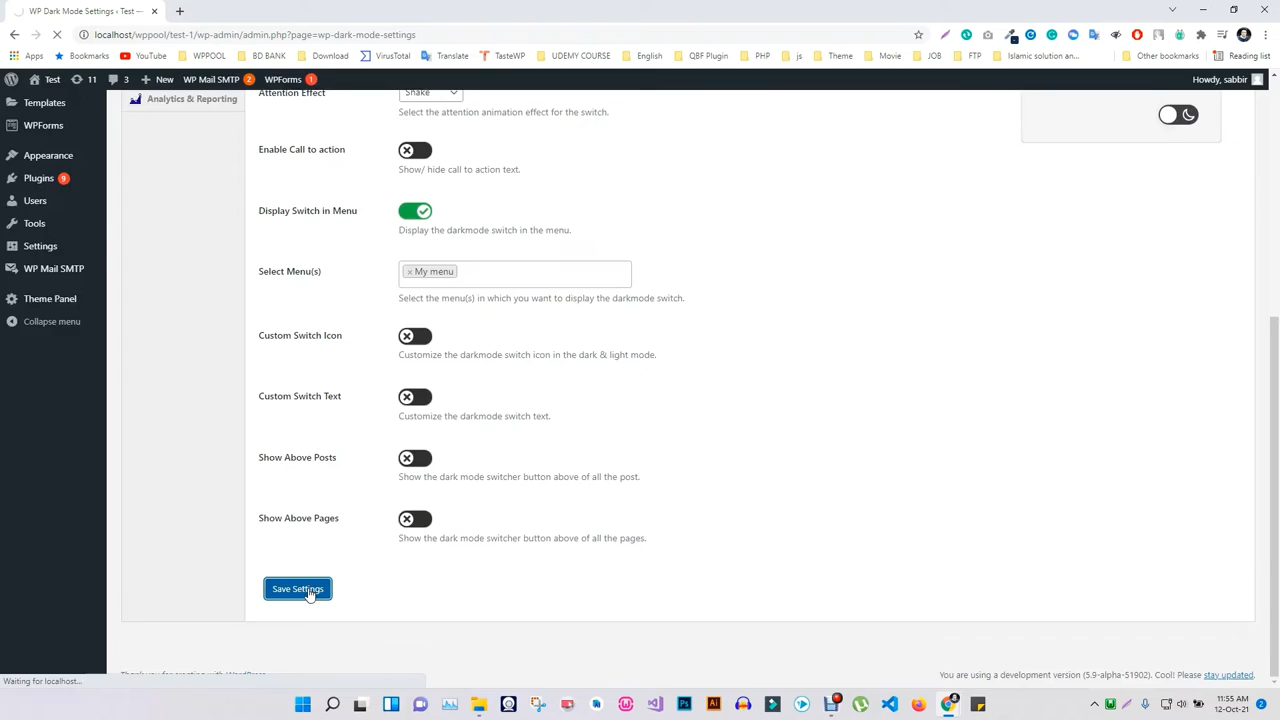 WP Dark Mode Settings ‹ Test —
localhost/wppool/test-1/wp-admin/admin.php?page=wp-dark-mode-settings
Apps Bookmarks YouTube WPPOOL BD BANK Download VirusTotal Translate TasteWP UDEMY COURSE English QBF Plugin PHP js Theme Movie JOB FTP Islamic solution an... Other bookmarks Reading list
Test 11 3 New WP Mail SMTP 2 WPForms 1 Howdy, sabbir
Templates
WPForms
Appearance
Plugins 9
Users
Tools
Settings
WP Mail SMTP
Theme Panel
Collapse menu
Analytics & Reporting
Attention Effect Shake
Select the attention animation effect for the switch.
Enable Call to action
Show/ hide call to action text.
Display Switch in Menu
Display the darkmode switch in the menu.
Select Menu(s) × My menu
Select the menu(s) in which you want to display the darkmode switch.
Custom Switch Icon
Customize the darkmode switch icon in the dark & light mode.
Custom Switch Text
Customize the darkmode switch text.
Show Above Posts
Show the dark mode switcher button above of all the post.
Show Above Pages
Show the dark mode switcher button above of all the pages.
Save Settings
Thank you for creating with WordPress
You are using a development version (5.9-alpha-51902). Cool! Please stay updated.
Waiting for localhost...
11:55 AM
12-Oct-21 2